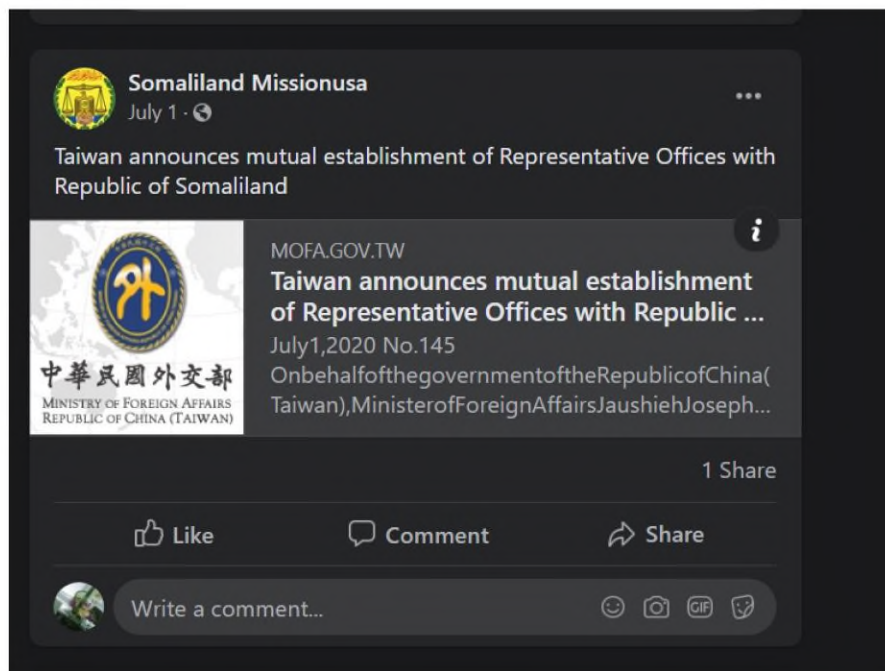 Somaliland Missionusa
July 1 ·
Taiwan announces mutual establishment of Representative Offices with
Republic of Somaliland
中華民國外交部
MINISTRY OF FOREIGN AFFAIRS
REPUBLIC OF CHINA (TAIWAN)
MOFA.GOV.TW
Taiwan announces mutual establishment
of Representative Offices with Republic ...
July1,2020 No.145
OnbehalfofthegovernmentoftheRepublicofChina(
Taiwan),MinisterofForeignAffairsJaushiehJoseph...
1 Share
Like
Comment
Share
Write a comment...
GIF